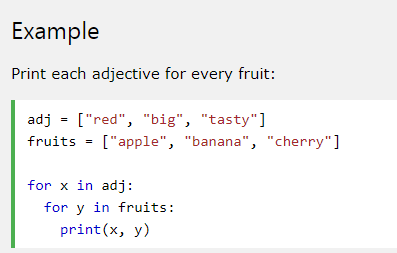 Example
Print each adjective for every fruit:
adj = ["red", "big", "tasty"]
fruits = ["apple", "banana", "cherry"]

for x in adj:
  for y in fruits:
    print(x, y)